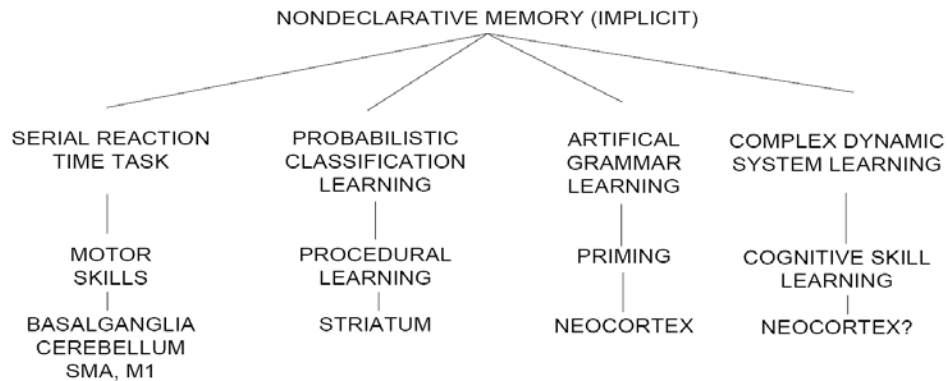 NONDECLARATIVE MEMORY (IMPLICIT)
SERIAL REACTION
TIME TASK
PROBABILISTIC
CLASSIFICATION
LEARNING
ARTIFICAL
GRAMMAR
LEARNING
COMPLEX DYNAMIC
SYSTEM LEARNING
MOTOR
SKILLS
PROCEDURAL
LEARNING
PRIMING
COGNITIVE SKILL
LEARNING
BASALGANGLIA
CEREBELLUM
SMA, M1
STRIATUM
NEOCORTEX
NEOCORTEX?